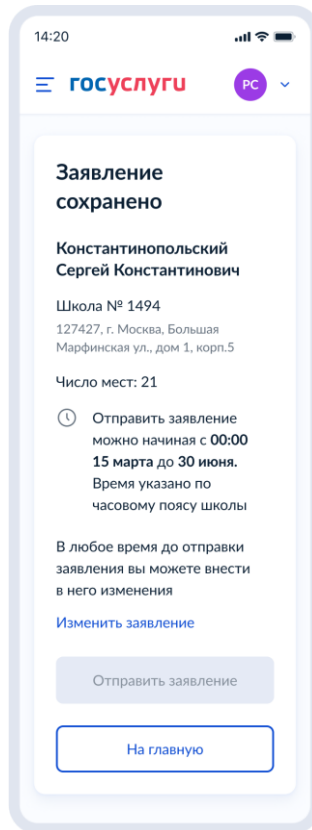 14:20
госуслуги
РС
Заявление
сохранено
Константинопольский
Сергей Константинович
Школа № 1494
127427, г. Москва, Большая
Марфинская ул., дом 1, корп.5
Число мест: 21
Отправить заявление
можно начиная с 00:00
15 марта до 30 июня.
Время указано по
часовому поясу школы
В любое время до отправки
заявления вы можете внести
в него изменения
Изменить заявление
Отправить заявление
На главную